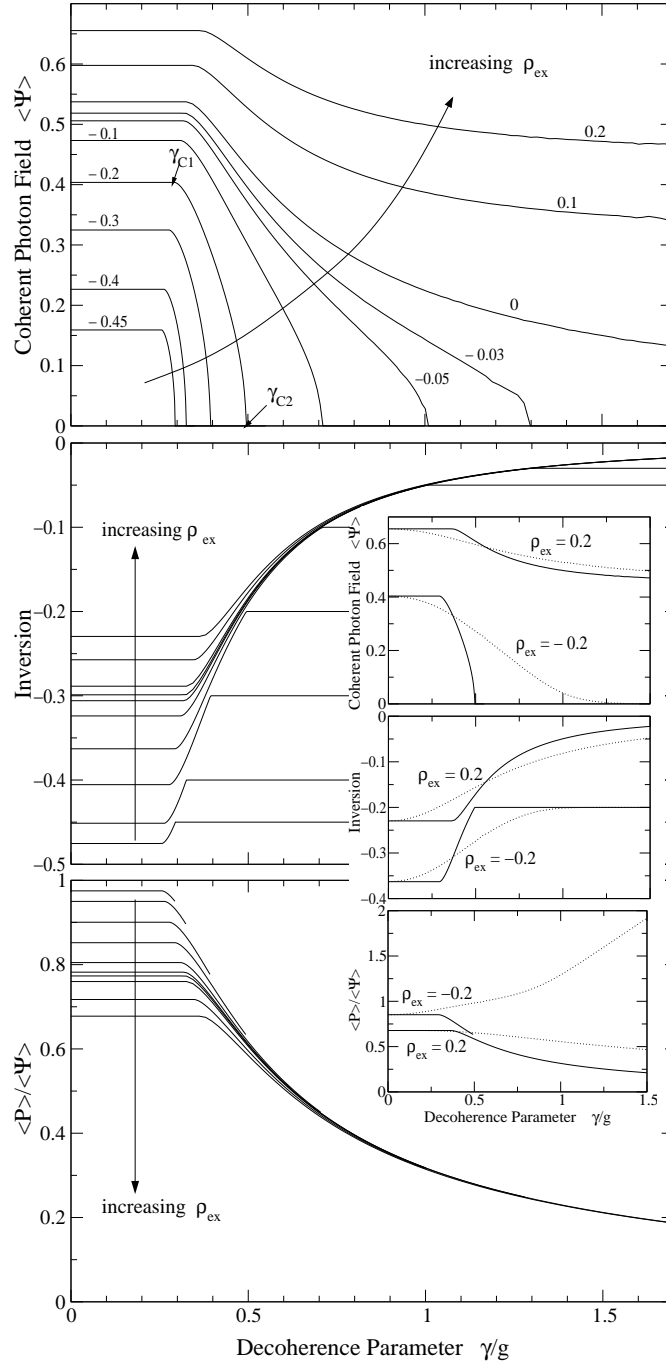 Coherent Photon Field <Ψ>
0.6
0.5
0.4
0.3
0.2
0.1
0
increasing ρex
0.2
0.1
0
− 0.03
−0.05
− 0.1
γC1
− 0.2
− 0.3
− 0.4
− 0.45
γC2
Inversion
0
−0.1
−0.2
−0.3
−0.4
−0.5
increasing ρ ex
Coherent Photon Field <Ψ>
0.6
0.4
0.2
0
ρex = 0.2
ρex = − 0.2
Inversion
0
−0.1
−0.2
−0.3
−0.4
ρex = 0.2
ρex = −0.2
<P>/<Ψ>
2
1.5
1
0.5
0
ρex = −0.2
ρex = 0.2
0 0.5 1 1.5
Decoherence Parameter γ/g
<P>/<Ψ>
1
0.8
0.6
0.4
0.2
0
increasing ρex
0 0.5 1 1.5
Decoherence Parameter γ/g